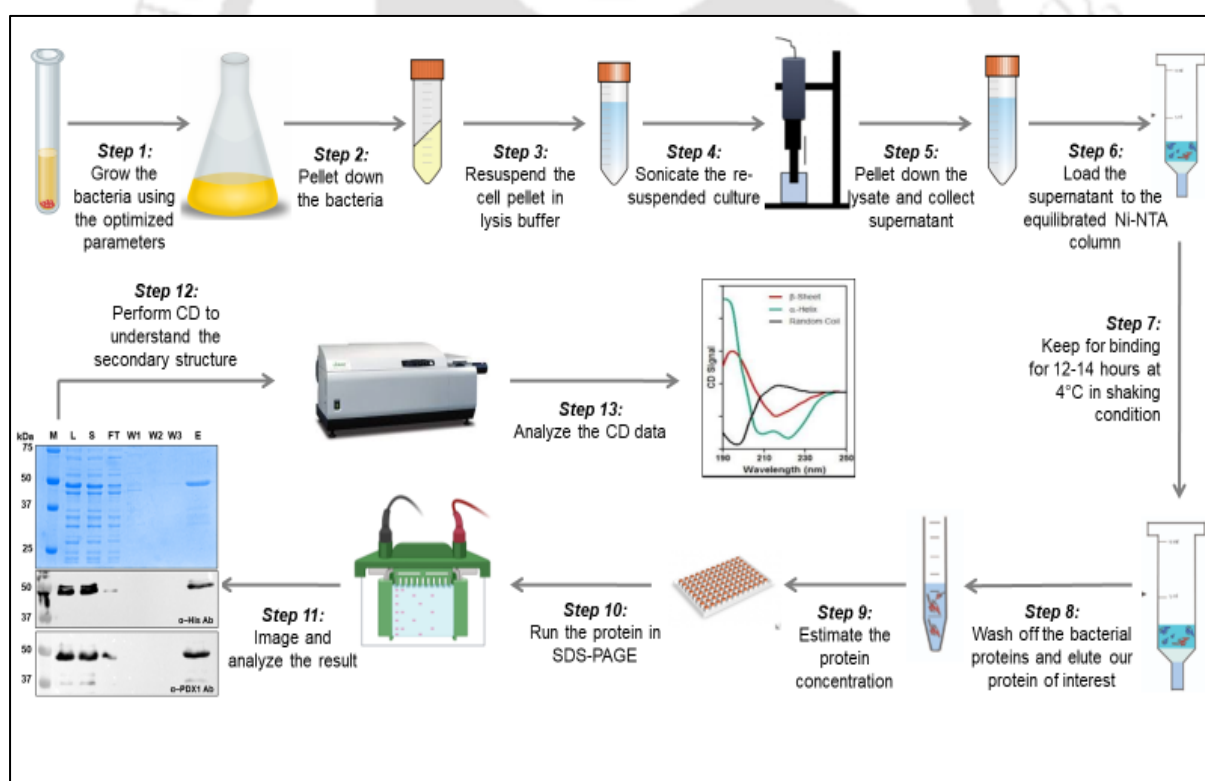 Step 1:
Grow the
bacteria using
the optimized
parameters
Step 2:
Pellet down
the bacteria
Step 3:
Resuspend the
cell pellet in
lysis buffer
Step 4:
Sonicate the re-
suspended culture
Step 5:
Pellet down the
lysate and collect
supernatant
Step 6:
Load the
supernatant to the
equilibrated Ni-NTA
column
Step 7:
Keep for binding
for 12-14 hours at
4°C in shaking
condition
Step 8:
Wash off the bacterial
proteins and elute our
protein of interest
Step 9:
Estimate the
protein
concentration
Step 10:
Run the protein in
SDS-PAGE
Step 11:
Image and
analyze the result
kDa M L S FT W1 W2 W3 E
75
50
37
25
50
37
α-His Ab
50
37
α-PDX1 Ab
Step 12:
Perform CD to
understand the
secondary structure
Step 13:
Analyze the CD data
β-Sheet
α-Helix
Random Coil
CD Signal
190 210 230 250
Wavelength (nm)